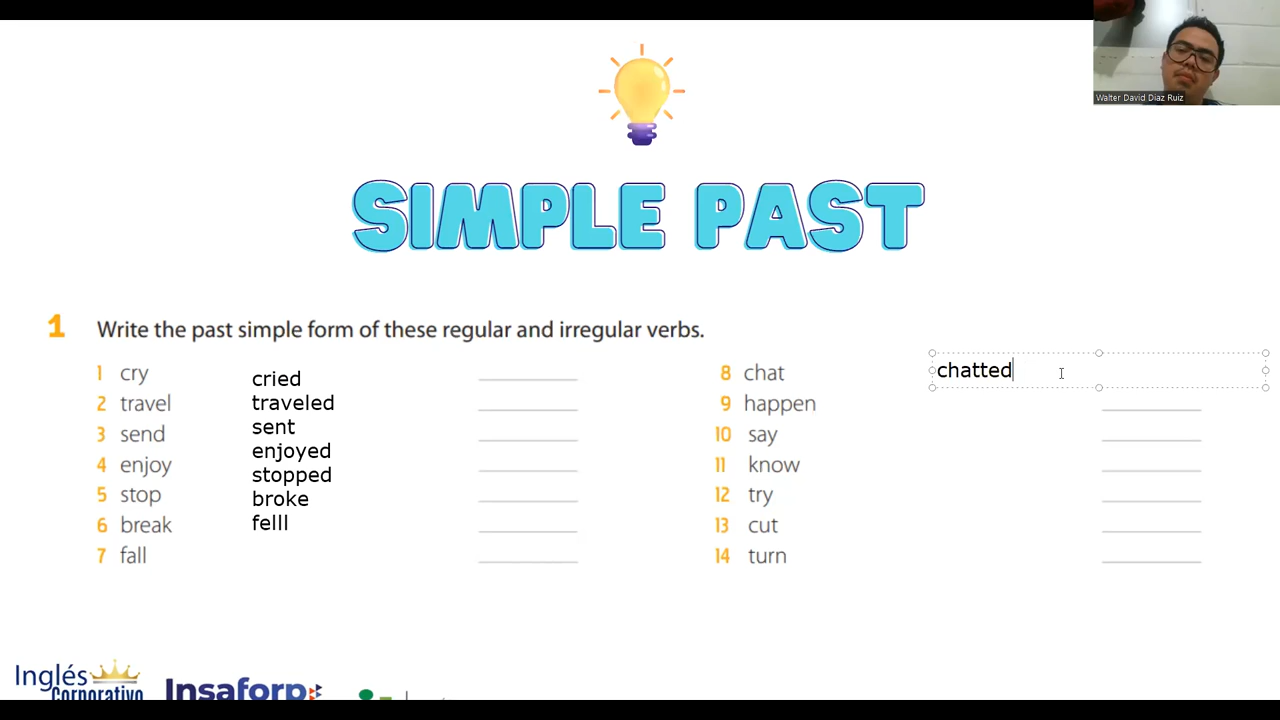 Walter David Diaz Ruiz
SIMPLE PAST
1 Write the past simple form of these regular and irregular verbs.
1 cry
2 travel
3 send
4 enjoy
5 stop
6 break
7 fall
cried
traveled
sent
enjoyed
stopped
broke
felll
8 chat
9 happen
10 say
11 know
12 try
13 cut
14 turn
chatted
Inglés
Corporativo
Insaforp